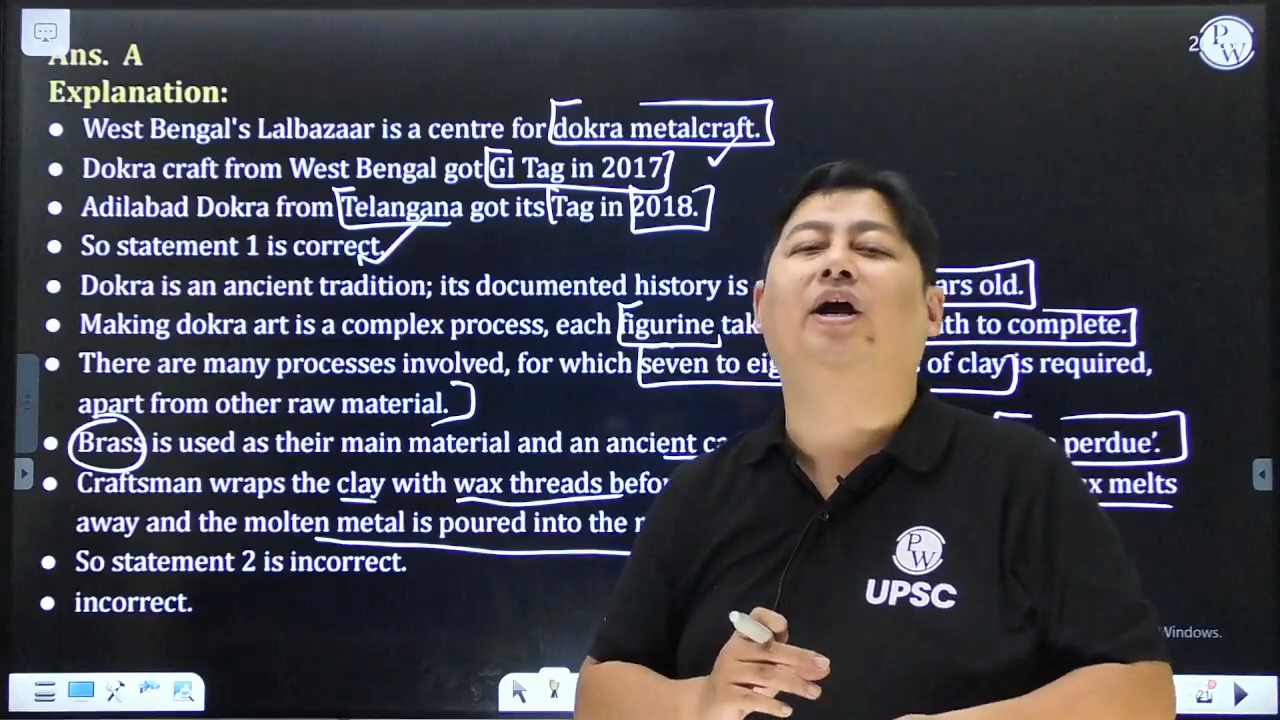 Ans. A
2
PW
Explanation:
West Bengal's Lalbazaar is a centre for dokra metalcraft.
Dokra craft from West Bengal got GI Tag in 2017
Adilabad Dokra from Telangana got its Tag in 2018.
So statement 1 is correct.
Dokra is an ancient tradition; its documented history is old.
Making dokra art is a complex process, each figurine to complete.
There are many processes involved, for which seven to of clay is required,
apart from other raw material.
Brass is used as their main material and an ancient perdue’.
Craftsman wraps the clay with wax threads melts
away and the molten metal is poured into the
So statement 2 is incorrect.
incorrect.
PW
UPSC
Windows.
21